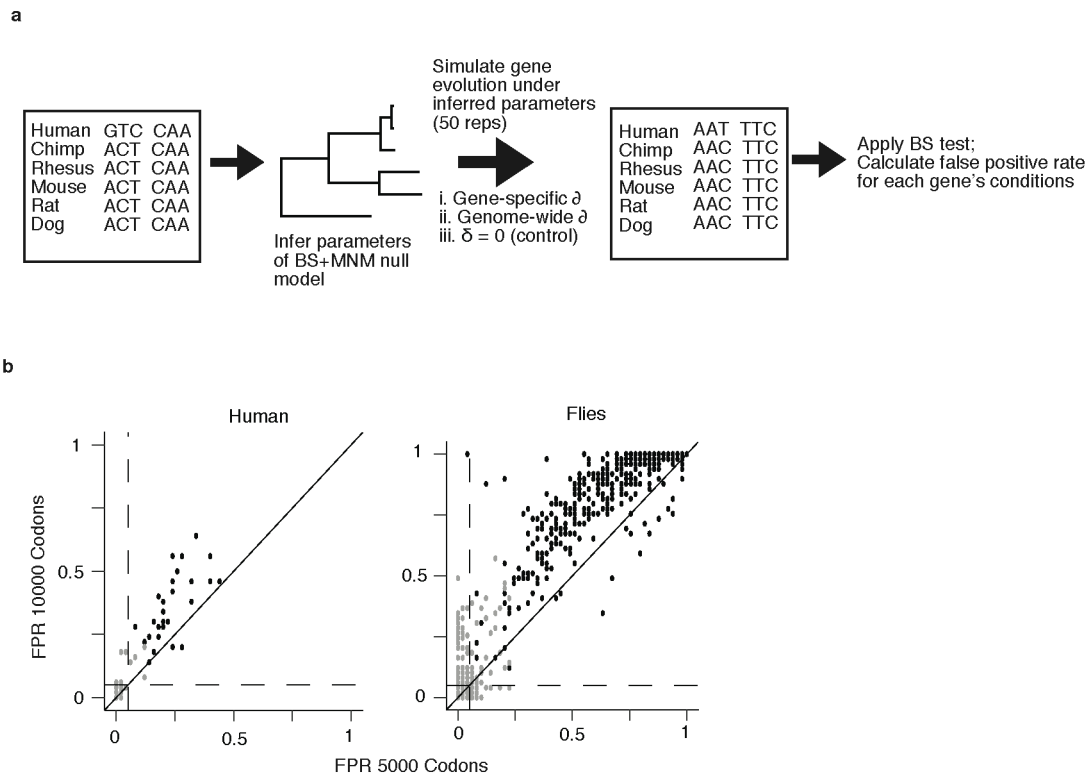 a
Human GTC CAA
Chimp ACT CAA
Rhesus ACT CAA
Mouse ACT CAA
Rat ACT CAA
Dog ACT CAA
Infer parameters
of BS+MNM null
model
Simulate gene
evolution under
inferred parameters
(50 reps)
i. Gene-specific ∂
ii. Genome-wide ∂
iii. δ = 0 (control)
Human AAT TTC
Chimp AAC TTC
Rhesus AAC TTC
Mouse AAC TTC
Rat AAC TTC
Dog AAC TTC
Apply BS test;
Calculate false positive rate
for each gene's conditions
b
Human
FPR 10000 Codons
1
0.5
0
0 0.5 1
Flies
1
0.5
0
0 0.5 1
FPR 5000 Codons